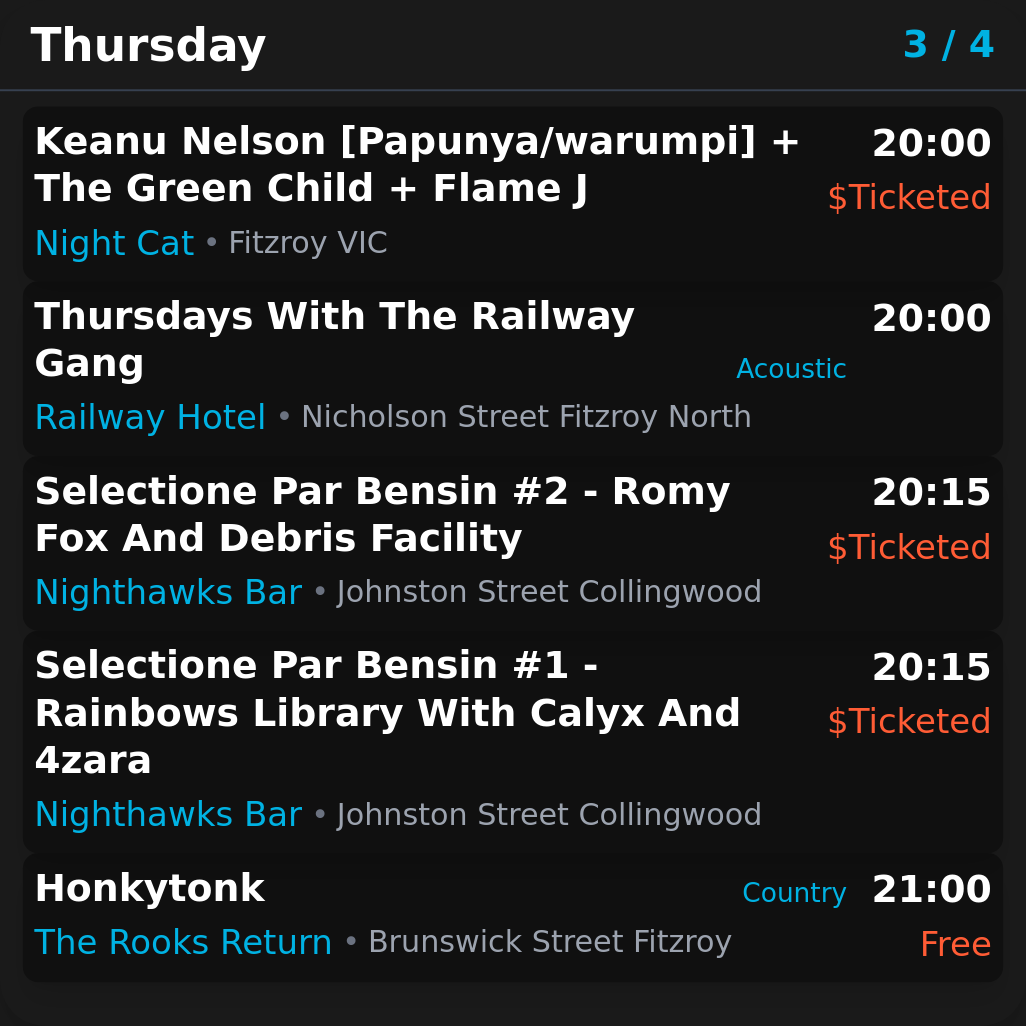 Thursday 3 / 4
Keanu Nelson [Papunya/warumpi] + 20:00
The Green Child + Flame J $Ticketed
Night Cat • Fitzroy VIC
Thursdays With The Railway 20:00
Gang Acoustic
Railway Hotel • Nicholson Street Fitzroy North
Selectione Par Bensin #2 - Romy 20:15
Fox And Debris Facility $Ticketed
Nighthawks Bar • Johnston Street Collingwood
Selectione Par Bensin #1 - 20:15
Rainbows Library With Calyx And $Ticketed
4zara
Nighthawks Bar • Johnston Street Collingwood
Honkytonk Country 21:00
The Rooks Return • Brunswick Street Fitzroy Free